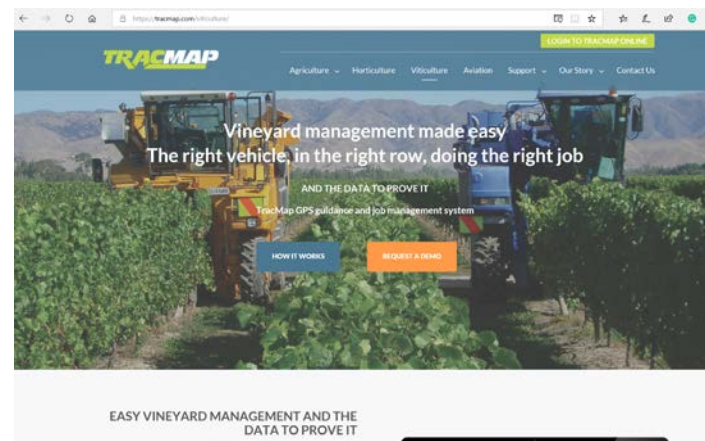 https://tracmap.com/viticulture/
LOGIN TO TRACMAP ONLINE
TRACMAP
Agriculture Horticulture Viticulture Aviation Support Our Story Contact Us
Vineyard management made easy
The right vehicle, in the right row, doing the right job
AND THE DATA TO PROVE IT
TracMap GPS guidance and job management system
HOW IT WORKS REQUEST A DEMO
EASY VINEYARD MANAGEMENT AND THE
DATA TO PROVE IT